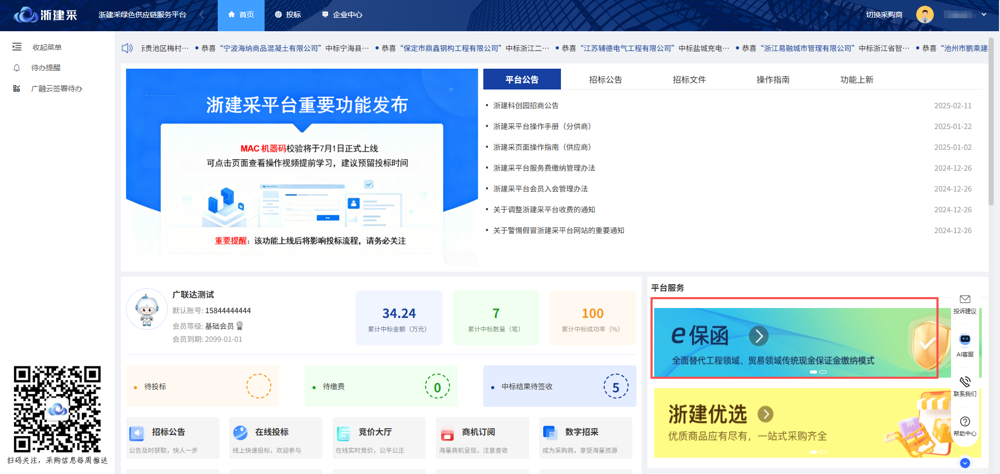 浙建采
浙建采绿色供应链服务平台
首页
投标
企业中心
切换采购商
收起菜单
待办提醒
广融云签署待办
标贵池区梅村…
恭喜“宁波海纳商品混凝土有限公司”中标宁海县…
恭喜“保定市鼎鑫钢构工程有限公司”中标浙江二…
恭喜“江苏辅德电气工程有限公司”中标盐城充电…
恭喜“浙江易融城市管理有限公司”中标浙江省智…
恭喜“池州市鹏乘建
浙建采平台重要功能发布
MAC 机器码校验将于7月1日正式上线
可点击页面查看操作视频提前学习，建议预留投标时间
重要提醒：该功能上线后将影响投标流程，请务必关注
平台公告
招标公告
招标文件
操作指南
功能上新
浙建科创园招商公告 2025-02-11
浙建采平台操作手册（分供商） 2025-01-22
浙建采页面操作指南（供应商） 2025-01-02
浙建采平台服务费缴纳管理办法 2024-12-26
浙建采平台会员入会管理办法 2024-12-26
关于调整浙建采平台收费的通知 2024-12-26
关于警惕假冒浙建采平台网站的重要通知 2024-12-26
广联达测试
默认账号: 15844444444
会员等级: 基础会员
会员到期: 2099-01-01
34.24
累计中标金额（万元）
7
累计中标数量（笔）
100
累计中标成功率（%）
待投标
待缴费
0
中标结果待签收
5
招标公告
公告及时获取，快人一步
在线投标
线上快速投标，欢迎参与
竞价大厅
在线实时竞价，公平公正
商机订阅
海量商机呈现，注意查收
数字招采
成为采购商，享受海量资源
平台服务
e保函
全面替代工程领域、贸易领域传统现金保证金缴纳模式
浙建优选
优质商品应有尽有，一站式采购齐全
投诉建议
AI客服
联系我们
帮助中心
扫码关注，采购信息每周推送